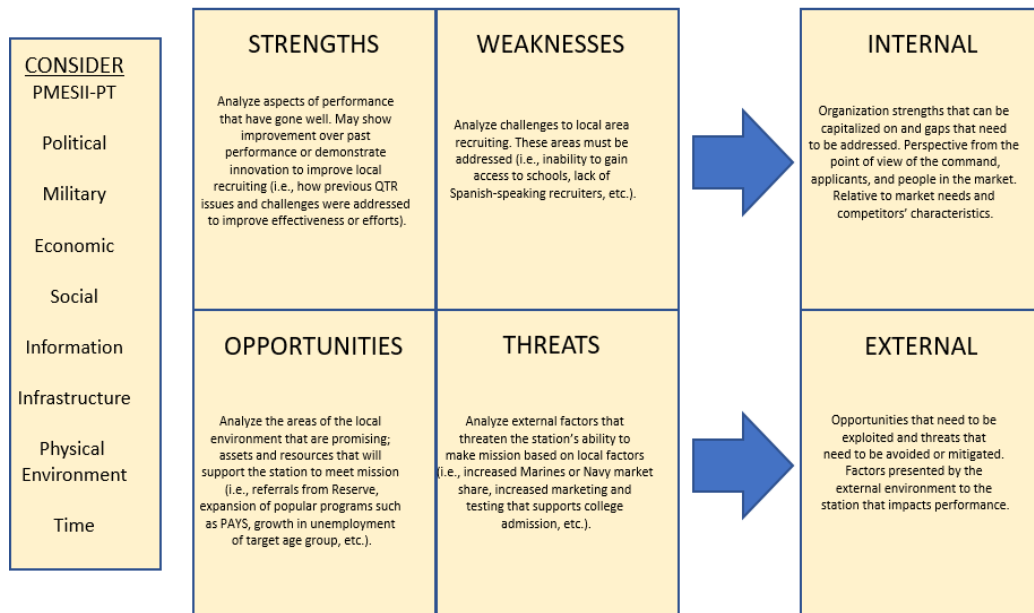 CONSIDER
PMESII-PT
Political
Military
Economic
Social
Information
Infrastructure
Physical
Environment
Time
STRENGTHS
Analyze aspects of performance
that have gone well. May show
improvement over past
performance or demonstrate
innovation to improve local
recruiting (i.e., how previous QTR
issues and challenges were addressed
to improve effectiveness or efforts).
WEAKNESSES
Analyze challenges to local area
recruiting. These areas must be
addressed (i.e., inability to gain
access to schools, lack of
Spanish-speaking recruiters, etc.).
INTERNAL
Organization strengths that can be
capitalized on and gaps that need
to be addressed. Perspective from the
point of view of the command,
applicants, and people in the market.
Relative to market needs and
competitors’ characteristics.
OPPORTUNITIES
Analyze the areas of the local
environment that are promising;
assets and resources that will
support the station to meet mission
(i.e., referrals from Reserve,
expansion of popular programs such
as PAYS, growth in unemployment
of target age group, etc.).
THREATS
Analyze external factors that
threaten the station’s ability to
make mission based on local factors
(i.e., increased Marines or Navy market
share, increased marketing and
testing that supports college
admission, etc.).
EXTERNAL
Opportunities that need to be
exploited and threats that
need to be avoided or mitigated.
Factors presented by the
external environment to the
station that impacts performance.